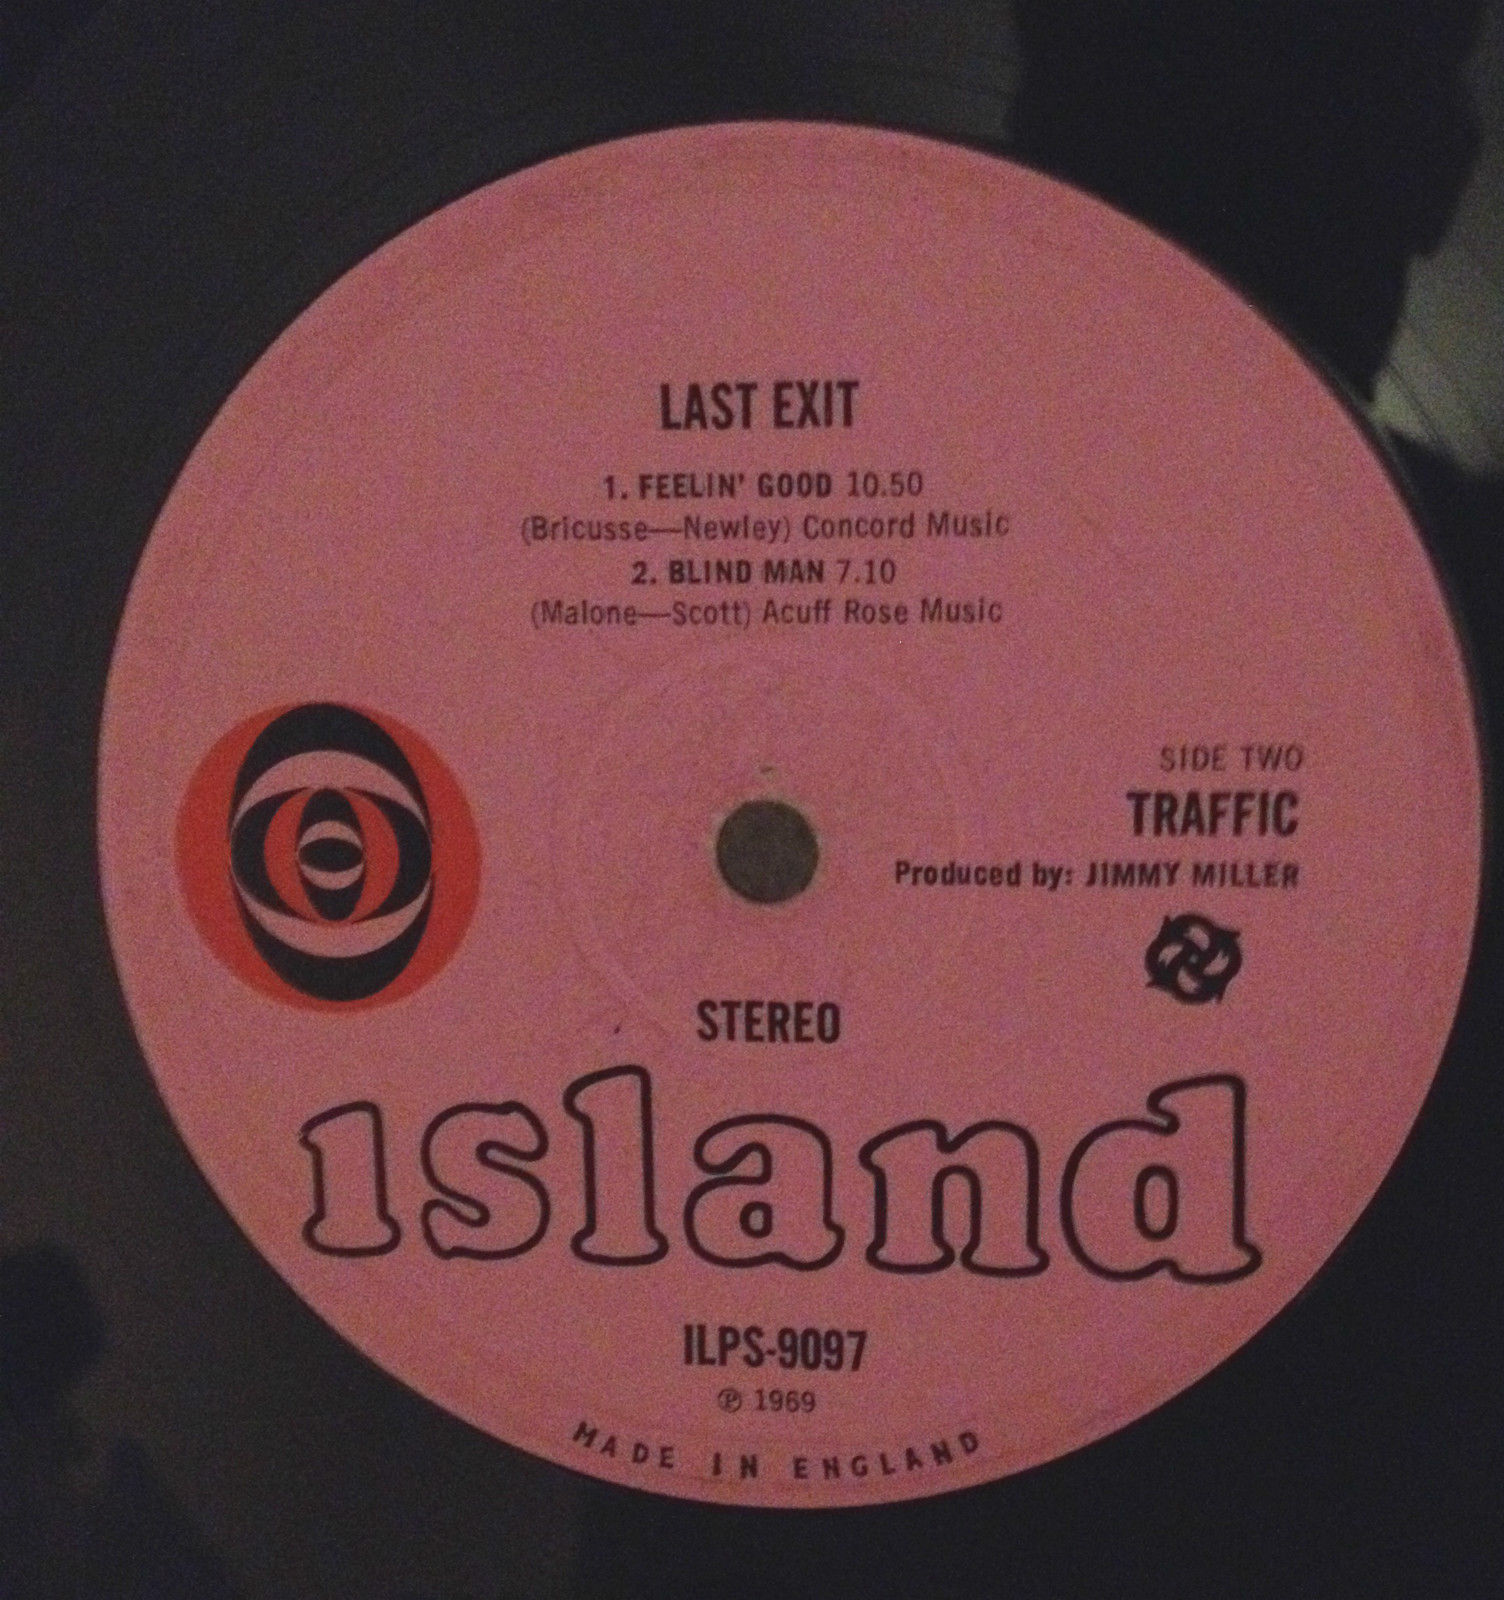 LAST EXIT
1. FEELIN' GOOD 10.50
(Bricusse—Newley) Concord Music
2. BLIND MAN 7.10
(Malone—Scott) Acuff Rose Music
SIDE TWO
TRAFFIC
Produced by: JIMMY MILLER
STEREO
ısland
ILPS-9097
℗ 1969
MADE IN ENGLAND